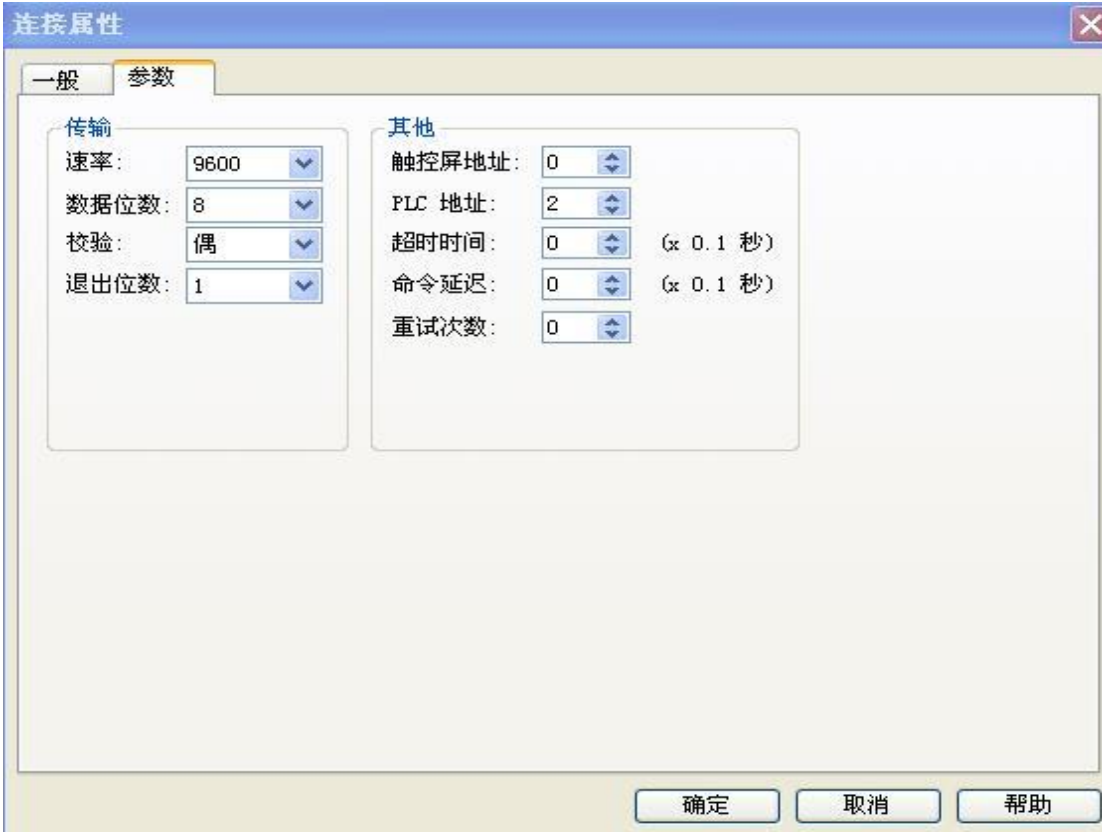 连接属性
一般 参数
传输
速率: 9600
数据位数: 8
校验: 偶
退出位数: 1
其他
触控屏地址: 0
PLC 地址: 2
超时时间: 0 (x 0.1 秒)
命令延迟: 0 (x 0.1 秒)
重试次数: 0
确定 取消 帮助